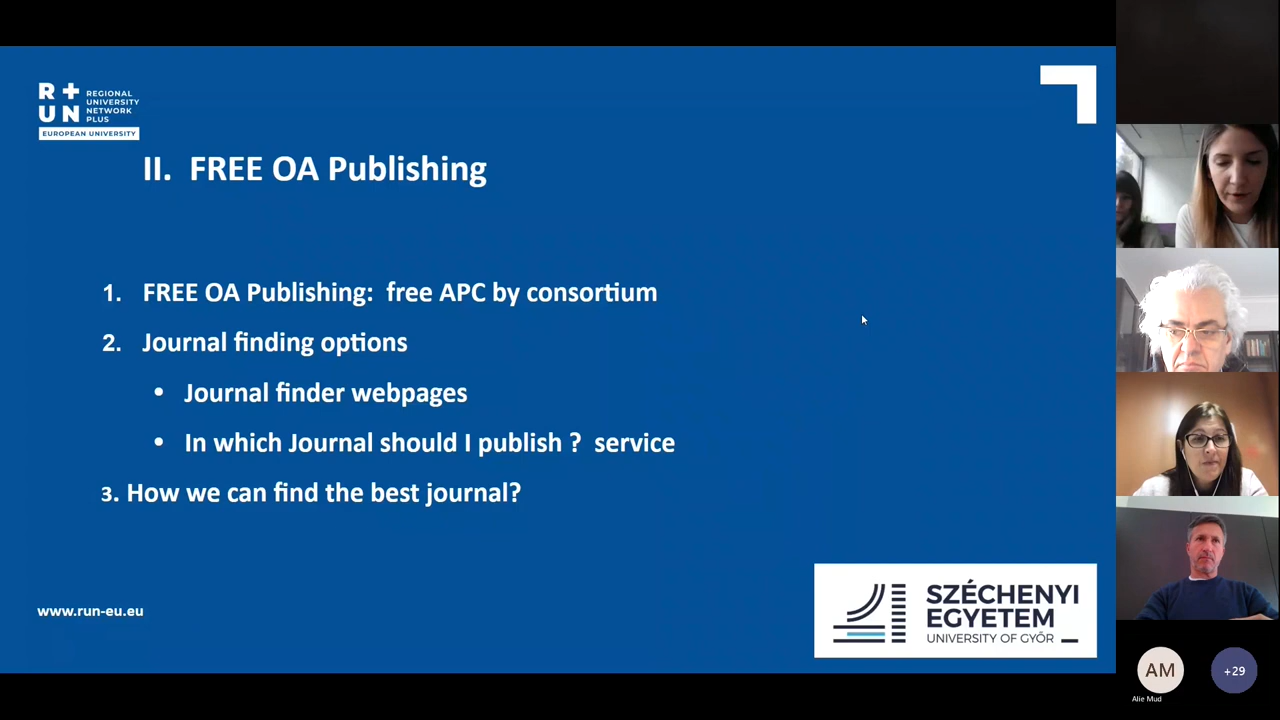 R+
UN
REGIONAL
UNIVERSITY
NETWORK
PLUS
EUROPEAN UNIVERSITY
II. FREE OA Publishing
1. FREE OA Publishing: free APC by consortium
2. Journal finding options
• Journal finder webpages
• In which Journal should I publish ? service
3. How we can find the best journal?
www.run-eu.eu
SZÉCHENYI
EGYETEM
UNIVERSITY OF GYŐR
AM
+29
Alie Mud